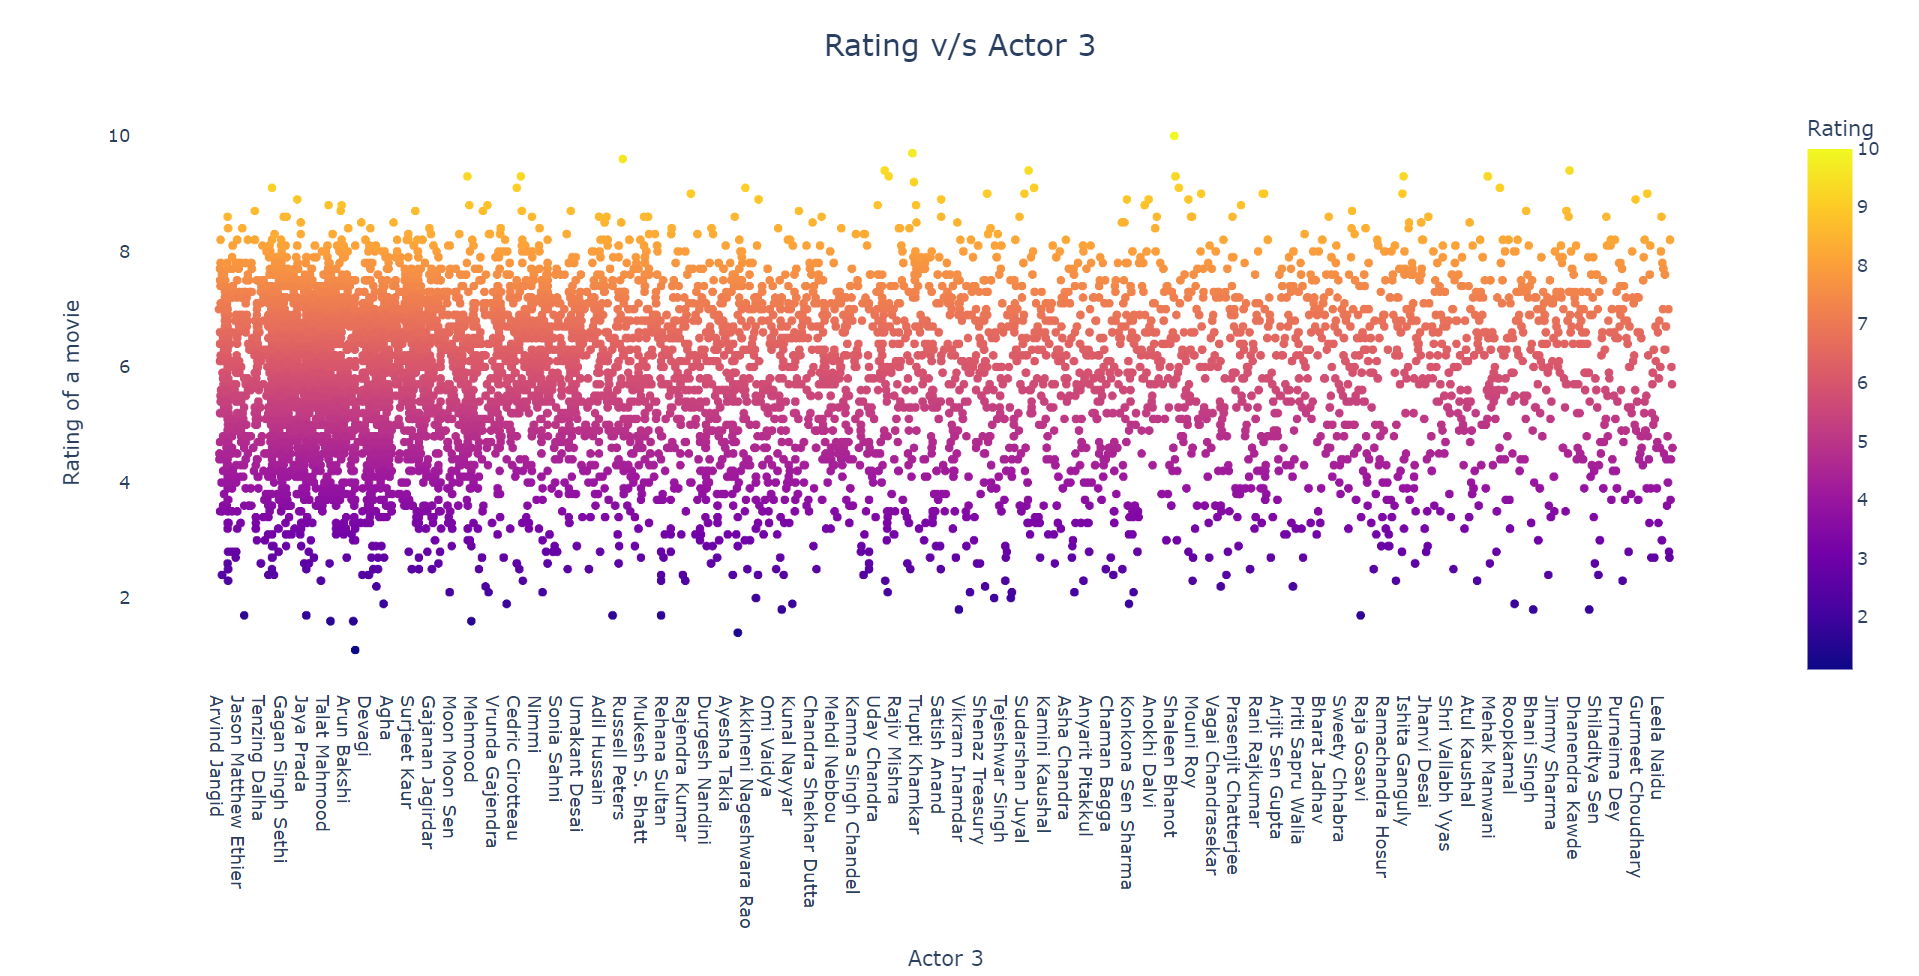 Rating v/s Actor 3
Rating
10
9
8
7
6
5
4
3
2
Rating of a movie
10
8
6
4
2
Arvind Jangid
Jason Matthew Ethier
Tenzing Dalha
Gagan Singh Sethi
Jaya Prada
Talat Mahmood
Arun Bakshi
Devagi
Agha
Surjeet Kaur
Gajanan Jagirdar
Moon Moon Sen
Mehmood
Vrunda Gajendra
Cedric Cirotteau
Nimmi
Sonia Sahni
Umakant Desai
Adil Hussain
Russell Peters
Mukesh S. Bhatt
Rehana Sultan
Rajendra Kumar
Durgesh Nandini
Ayesha Takia
Akkineni Nageshwara Rao
Omi Vaidya
Kunal Nayyar
Chandra Shekhar Dutta
Mehdi Nebbou
Kamna Singh Chandel
Uday Chandra
Rajiv Mishra
Trupti Khamkar
Satish Anand
Vikram Inamdar
Shenaz Treasury
Tejeshwar Singh
Sudarshan Juyal
Kamini Kaushal
Asha Chandra
Anyarit Pitakkul
Chaman Bagga
Konkona Sen Sharma
Anokhi Dalvi
Shaleen Bhanot
Mouni Roy
Vagai Chandrasekar
Prasenjit Chatterjee
Rani Rajkumar
Arijit Sen Gupta
Priti Sapru Walia
Bharat Jadhav
Sweety Chhabra
Raja Gosavi
Ramachandra Hosur
Ishita Ganguly
Jhanvi Desai
Shri Vallabh Vyas
Atul Kaushal
Mehak Manwani
Roopkamal
Bhani Singh
Jimmy Sharma
Dhanendra Kawde
Shiladitya Sen
Purneima Dey
Gurmeet Choudhary
Leela Naidu
Actor 3